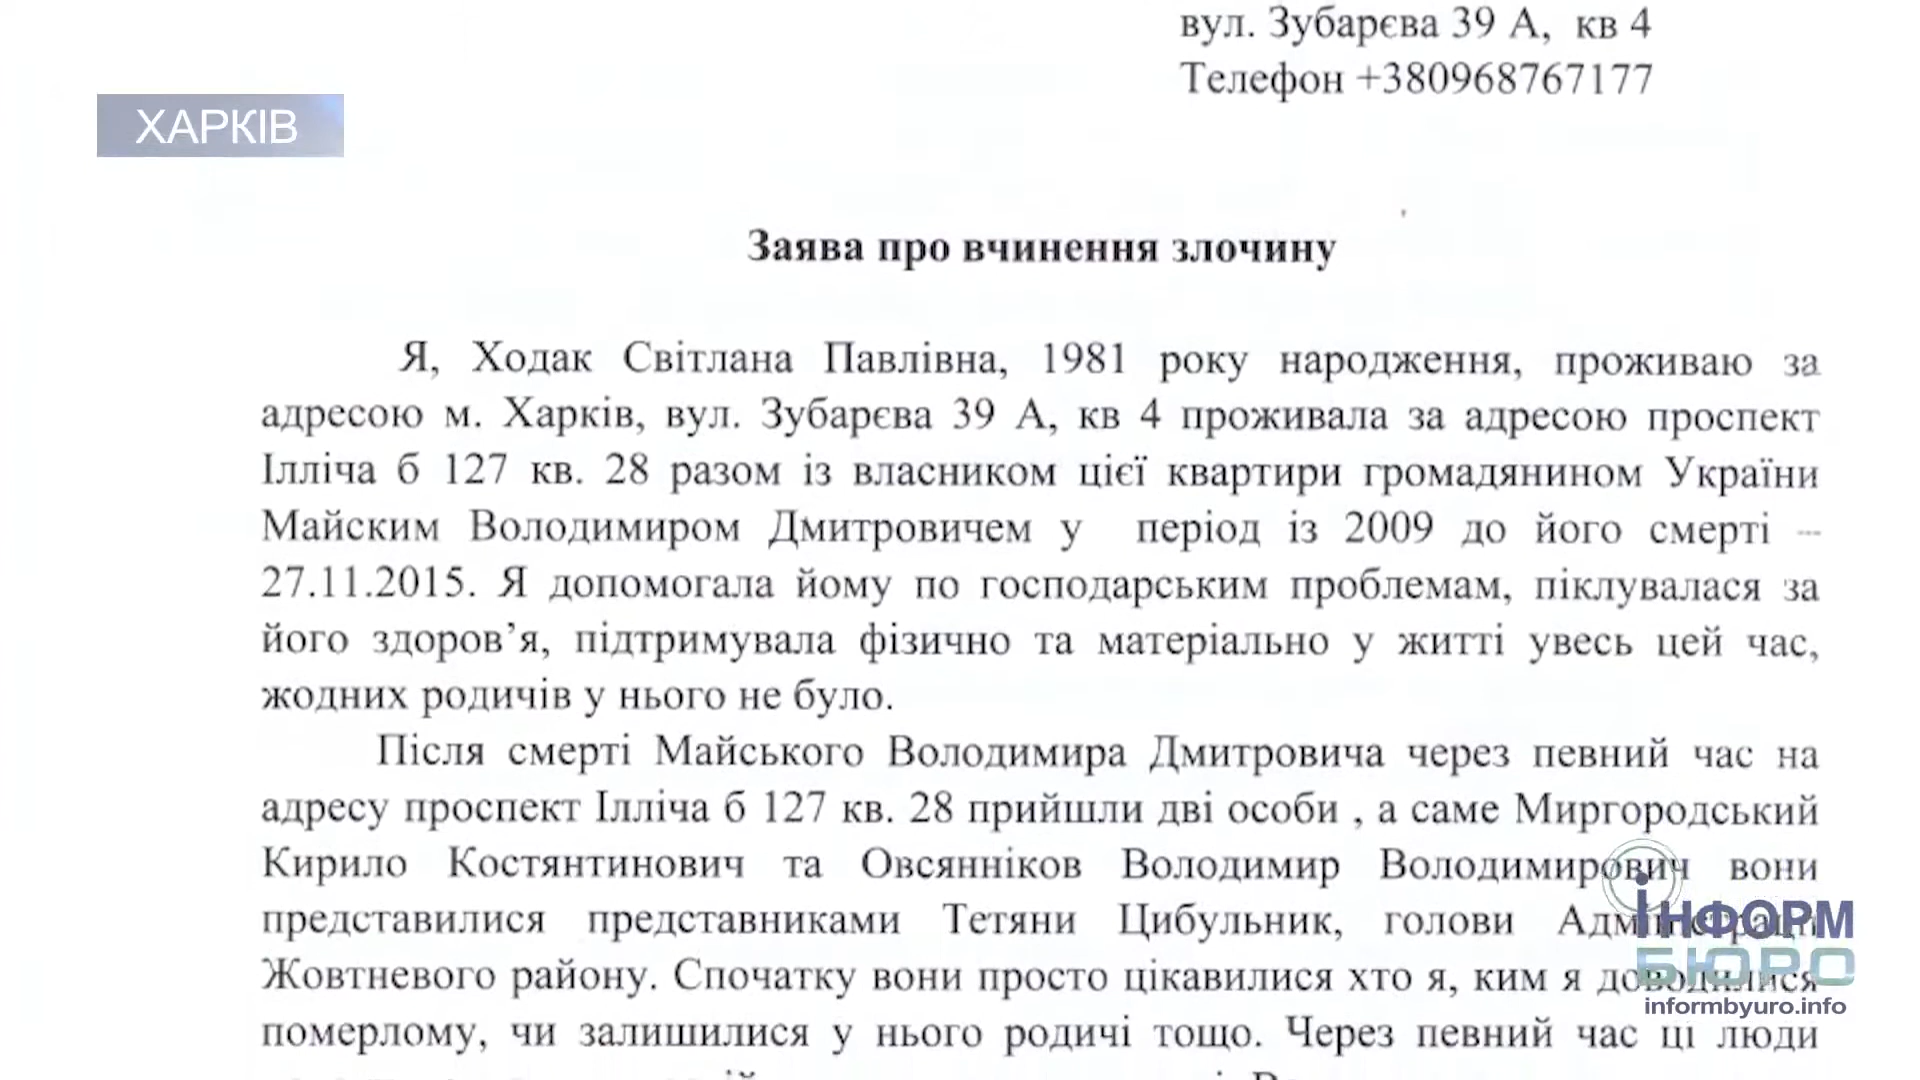 вул. Зубарєва 39 А, кв 4
Телефон +380968767177
ХАРКІВ
Заява про вчинення злочину
Я, Ходак Світлана Павлівна, 1981 року народження, проживаю за
адресою м. Харків, вул. Зубарєва 39 А, кв 4 проживала за адресою проспект
Ілліча б 127 кв. 28 разом із власником цієї квартири громадянином України
Майским Володимиром Дмитровичем у період із 2009 до його смерті –
27.11.2015. Я допомогала йому по господарським проблемам, піклувалася за
його здоров’я, підтримувала фізично та матеріально у житті увесь цей час,
жодних родичів у нього не було.
Після смерті Майського Володимира Дмитровича через певний час на
адресу проспект Ілліча б 127 кв. 28 прийшли дві особи , а саме Миргородський
Кирило Костянтинович та Овсянніков Володимир Володимирович вони
представилися представниками Тетяни Цибульник, голови Адміністрації
Жовтневого району. Спочатку вони просто цікавилися хто я, ким я доводилися
померлому, чи залишилися у нього родичі тощо. Через певний час ці люди
інФОРМ
БЮРО
informbyuro.info